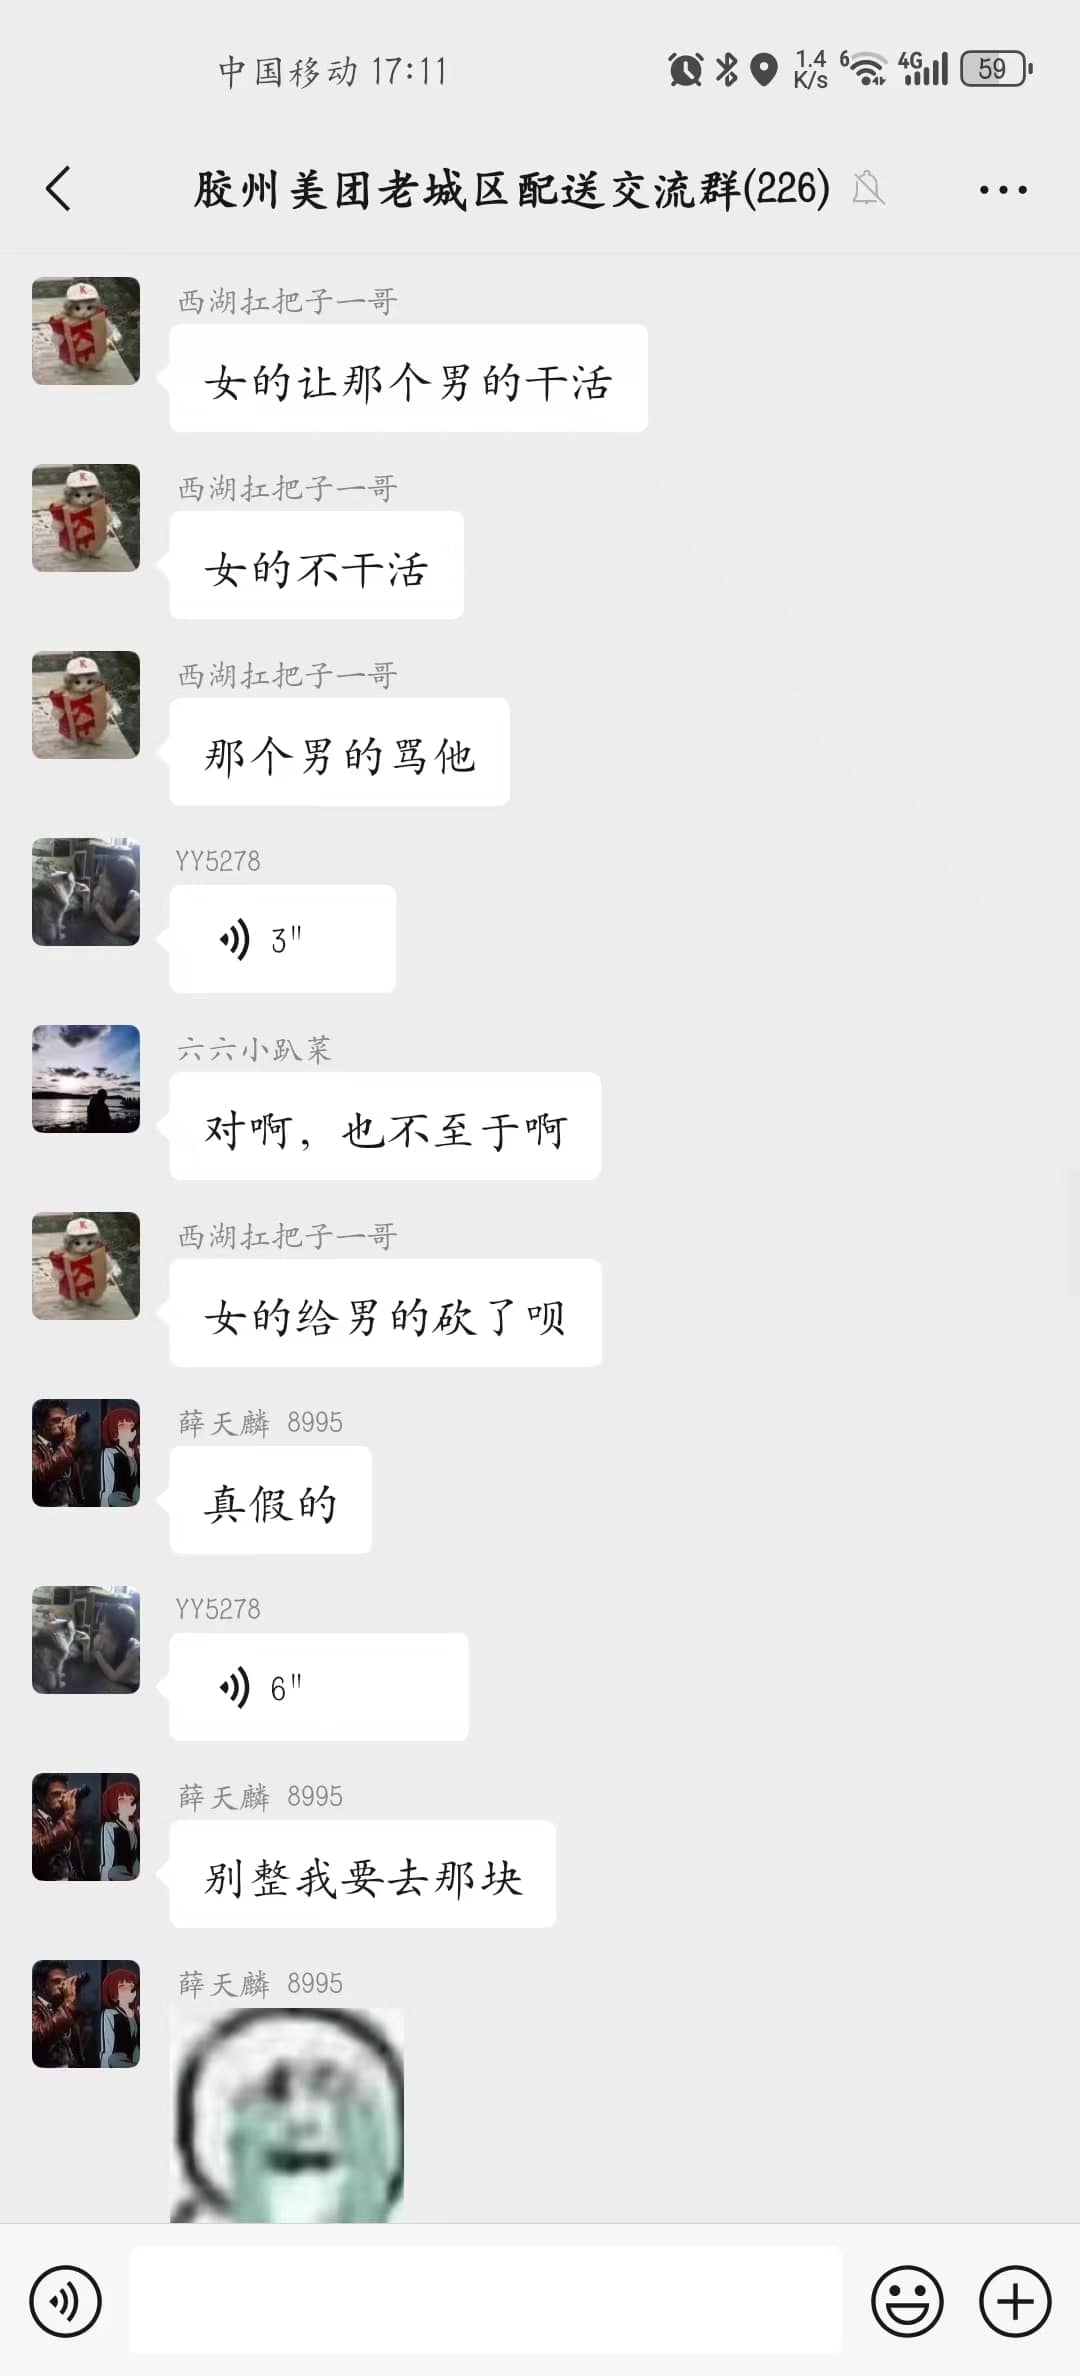 中国移动 17:11
1.4 K/s
6
4G
59
胶州美团老城区配送交流群(226)
西湖扛把子一哥
女的让那个男的干活
西湖扛把子一哥
女的不干活
西湖扛把子一哥
那个男的骂他
YY5278
3"
六六小趴菜
对啊，也不至于啊
西湖扛把子一哥
女的给男的砍了呗
薛天麟 8995
真假的
YY5278
6"
薛天麟 8995
别整我要去那块
薛天麟 8995